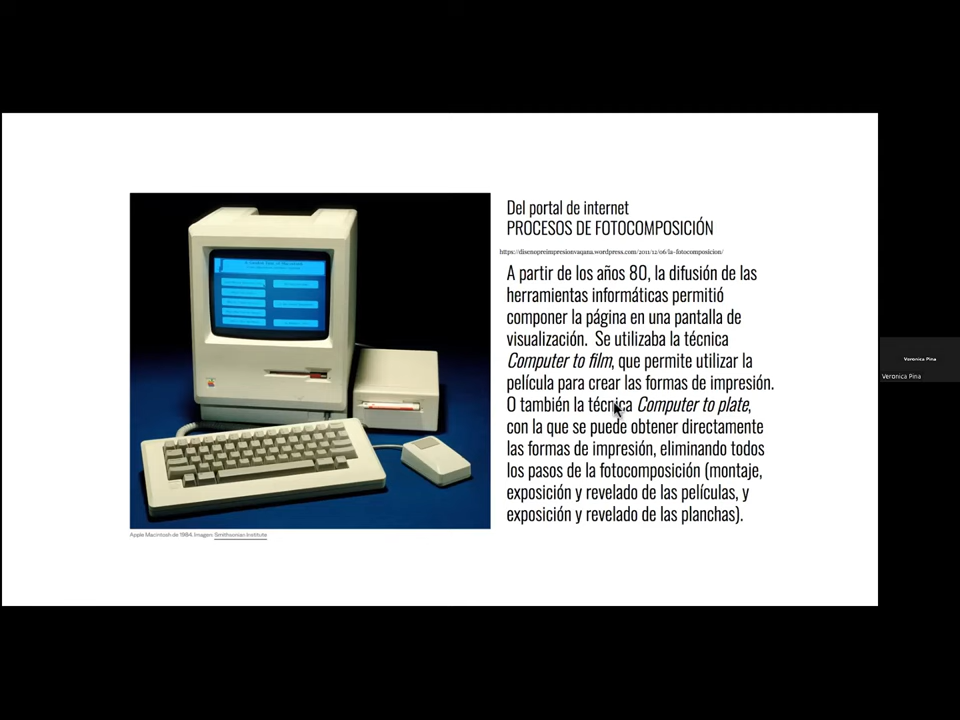 Del portal de internet
PROCESOS DE FOTOCOMPOSICIÓN
https://disenopreimpresionvaqana.wordpress.com/2011/12/06/la-fotocomposicion/
A partir de los años 80, la difusión de las
herramientas informáticas permitió
componer la página en una pantalla de
visualización. Se utilizaba la técnica
Computer to film, que permite utilizar la
película para crear las formas de impresión.
O también la técnica Computer to plate,
con la que se puede obtener directamente
las formas de impresión, eliminando todos
los pasos de la fotocomposición (montaje,
exposición y revelado de las películas, y
exposición y revelado de las planchas).
Apple Macintosh de 1984. Imagen: Smithsonian Institute
Veronica Pina
Veronica Pina